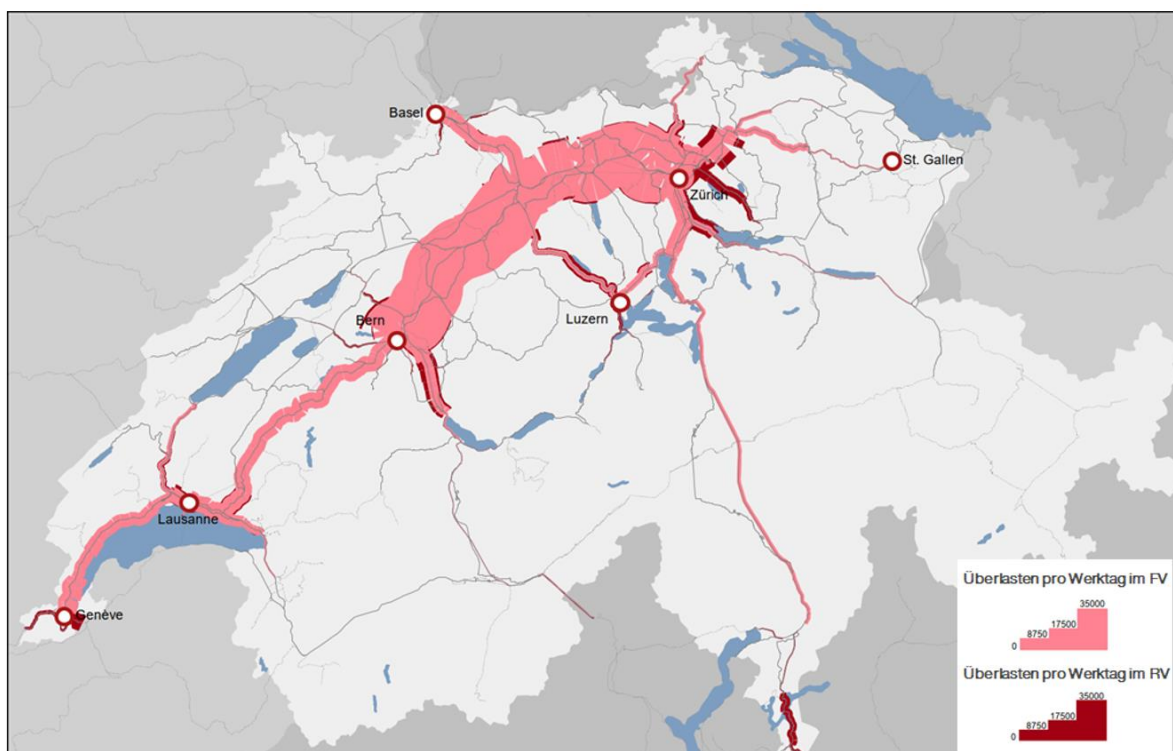 Basel
St. Gallen
Zürich
Luzern
Bern
Lausanne
Genève
Überlasten pro Werktag im FV
35000
17500
8750
0
Überlasten pro Werktag im RV
35000
17500
8750
0